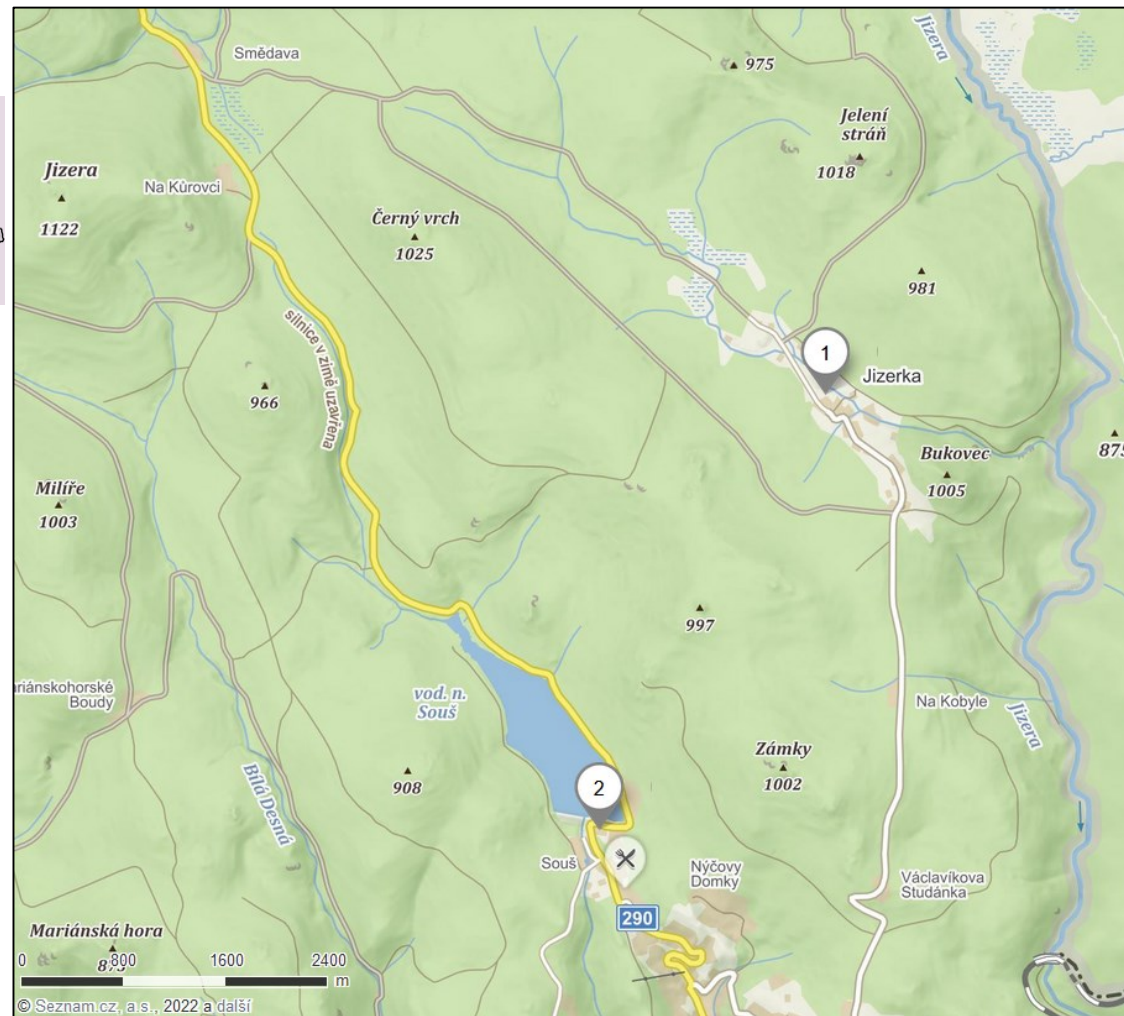 Smědava
975
Jizera
Jelení
stráň
1018
Jizera
1122
Na Kůrovci
Černý vrch
1025
981
silnice v zimě uzavřena
1
Jizerka
966
875
Bukovec
1005
Milíře
1003
997
riánskohorské
Boudy
vod. n.
Souš
Na Kobyle
Jizera
Zámky
1002
908
2
Bílá Desná
Souš
Nýčovy
Domky
Václavíkova
Studánka
290
Mariánská hora
0 800 1600 2400
m
© Seznam.cz, a.s., 2022 a další